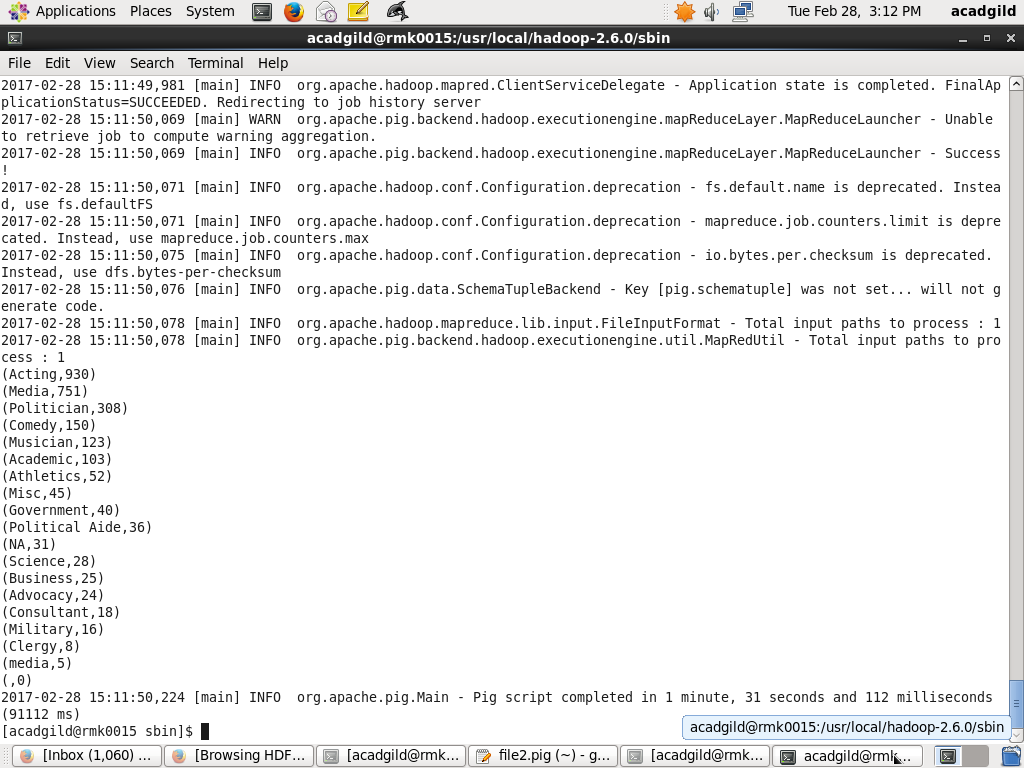 Applications Places System Tue Feb 28, 3:12 PM acadgild
acadgild@rmk0015:/usr/local/hadoop-2.6.0/sbin
File Edit View Search Terminal Help
2017-02-28 15:11:49,981 [main] INFO  org.apache.hadoop.mapred.ClientServiceDelegate - Application state is completed. FinalAp
plicationStatus=SUCCEEDED. Redirecting to job history server
2017-02-28 15:11:50,069 [main] WARN  org.apache.pig.backend.hadoop.executionengine.mapReduceLayer.MapReduceLauncher - Unable
to retrieve job to compute warning aggregation.
2017-02-28 15:11:50,069 [main] INFO  org.apache.pig.backend.hadoop.executionengine.mapReduceLayer.MapReduceLauncher - Success
!
2017-02-28 15:11:50,071 [main] INFO  org.apache.hadoop.conf.Configuration.deprecation - fs.default.name is deprecated. Instea
d, use fs.defaultFS
2017-02-28 15:11:50,071 [main] INFO  org.apache.hadoop.conf.Configuration.deprecation - mapreduce.job.counters.limit is depre
cated. Instead, use mapreduce.job.counters.max
2017-02-28 15:11:50,075 [main] INFO  org.apache.hadoop.conf.Configuration.deprecation - io.bytes.per.checksum is deprecated.
Instead, use dfs.bytes-per-checksum
2017-02-28 15:11:50,076 [main] INFO  org.apache.pig.data.SchemaTupleBackend - Key [pig.schematuple] was not set... will not g
enerate code.
2017-02-28 15:11:50,078 [main] INFO  org.apache.hadoop.mapreduce.lib.input.FileInputFormat - Total input paths to process : 1
2017-02-28 15:11:50,078 [main] INFO  org.apache.pig.backend.hadoop.executionengine.util.MapRedUtil - Total input paths to pro
cess : 1
(Acting,930)
(Media,751)
(Politician,308)
(Comedy,150)
(Musician,123)
(Academic,103)
(Athletics,52)
(Misc,45)
(Government,40)
(Political Aide,36)
(NA,31)
(Science,28)
(Business,25)
(Advocacy,24)
(Consultant,18)
(Military,16)
(Clergy,8)
(media,5)
(,0)
2017-02-28 15:11:50,224 [main] INFO  org.apache.pig.Main - Pig script completed in 1 minute, 31 seconds and 112 milliseconds
(91112 ms)
[acadgild@rmk0015 sbin]$
acadgild@rmk0015:/usr/local/hadoop-2.6.0/sbin
[Inbox (1,060) ... [Browsing HDF... [acadgild@rmk... file2.pig (~) - g... [acadgild@rmk... acadgild@rmk...